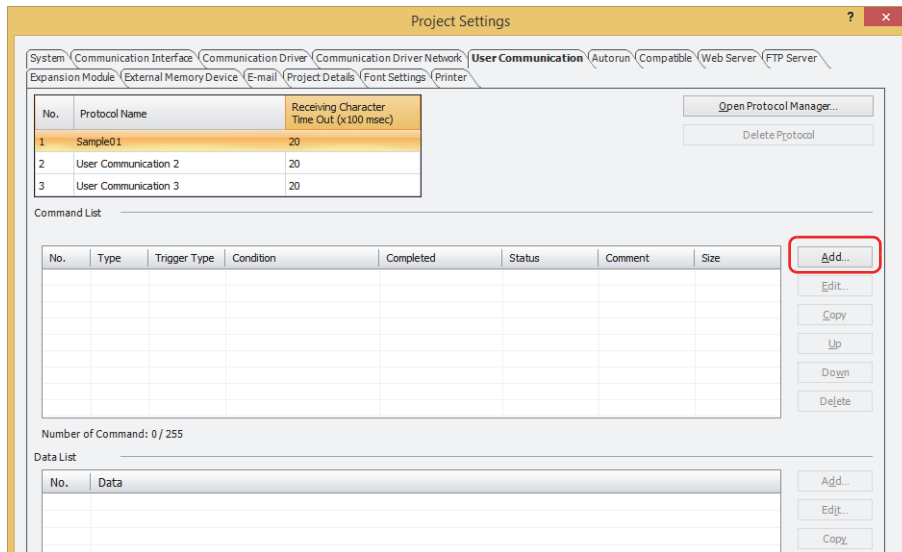 Project Settings
? ×
System Communication Interface Communication Driver Communication Driver Network User Communication Autorun Compatible Web Server FTP Server
Expansion Module External Memory Device E-mail Project Details Font Settings Printer
No. Protocol Name Receiving Character Time Out (x100 msec)
Open Protocol Manager...
1 Sample01 20
Delete Protocol
2 User Communication 2 20
3 User Communication 3 20
Command List
No. Type Trigger Type Condition Completed Status Comment Size
Add...
Edit...
Copy
Up
Down
Delete
Number of Command: 0 / 255
Data List
No. Data
Add...
Edit...
Copy